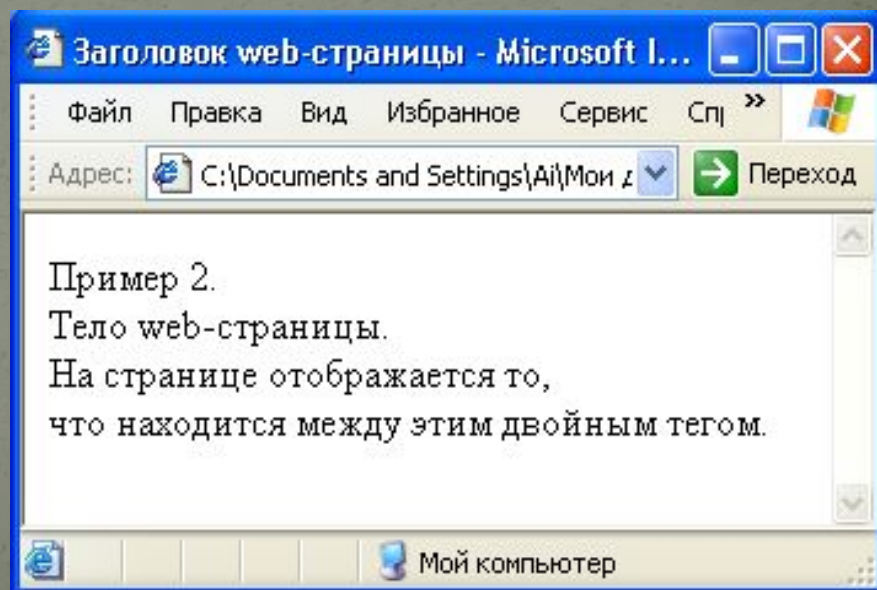 Заголовок web-страницы - Microsoft I...
Файл Правка Вид Избранное Сервис Спр »
Адрес: C:\Documents and Settings\Ai\Мои д Переход
Пример 2.
Тело web-страницы.
На странице отображается то,
что находится между этим двойным тегом.
Мой компьютер